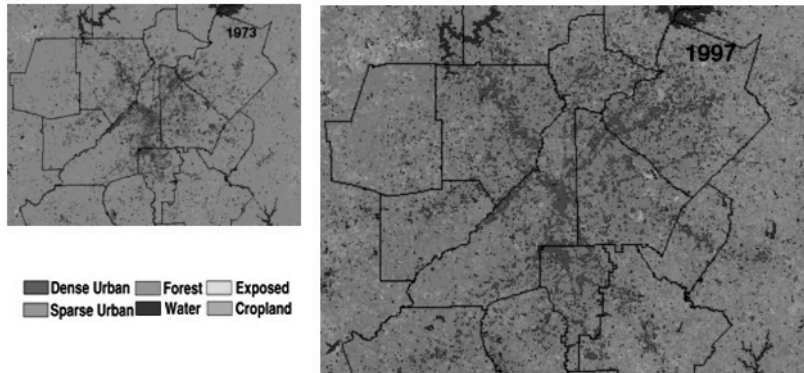 1973
1997
Dense Urban Forest Exposed
Sparse Urban Water Cropland